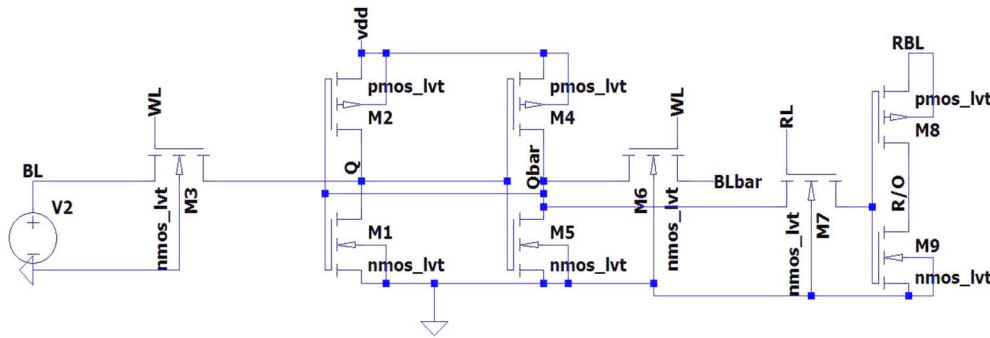 vdd
RBL
pmos_lvt
M2
pmos_lvt
M4
pmos_lvt
M8
WL
WL
RL
BL
V2
nmos_lvt
M3
Q
Qbar
M6
nmos_lvt
BLbar
nmos_lvt
M7
R/O
M1
nmos_lvt
M5
nmos_lvt
M9
nmos_lvt
+